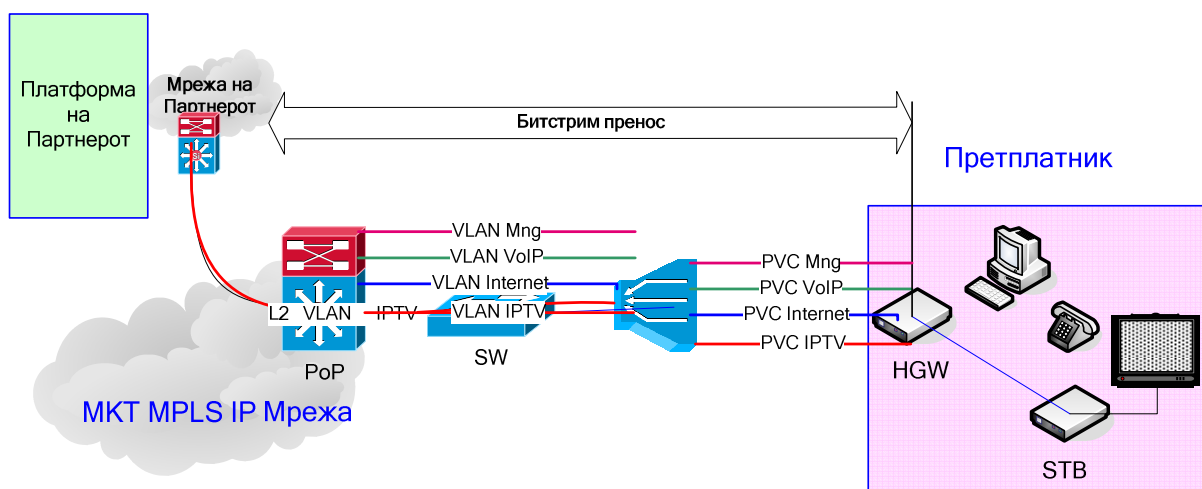 Платформа
на
Партнерот
Мрежа на
Партнерот
Битстрим пренос
Претплатник
VLAN Mng
VLAN VoIP
VLAN Internet
L2 VLAN IPTV
VLAN IPTV
PoP
SW
PVC Mng
PVC VoIP
PVC Internet
PVC IPTV
HGW
STB
MKT MPLS IP Мрежа